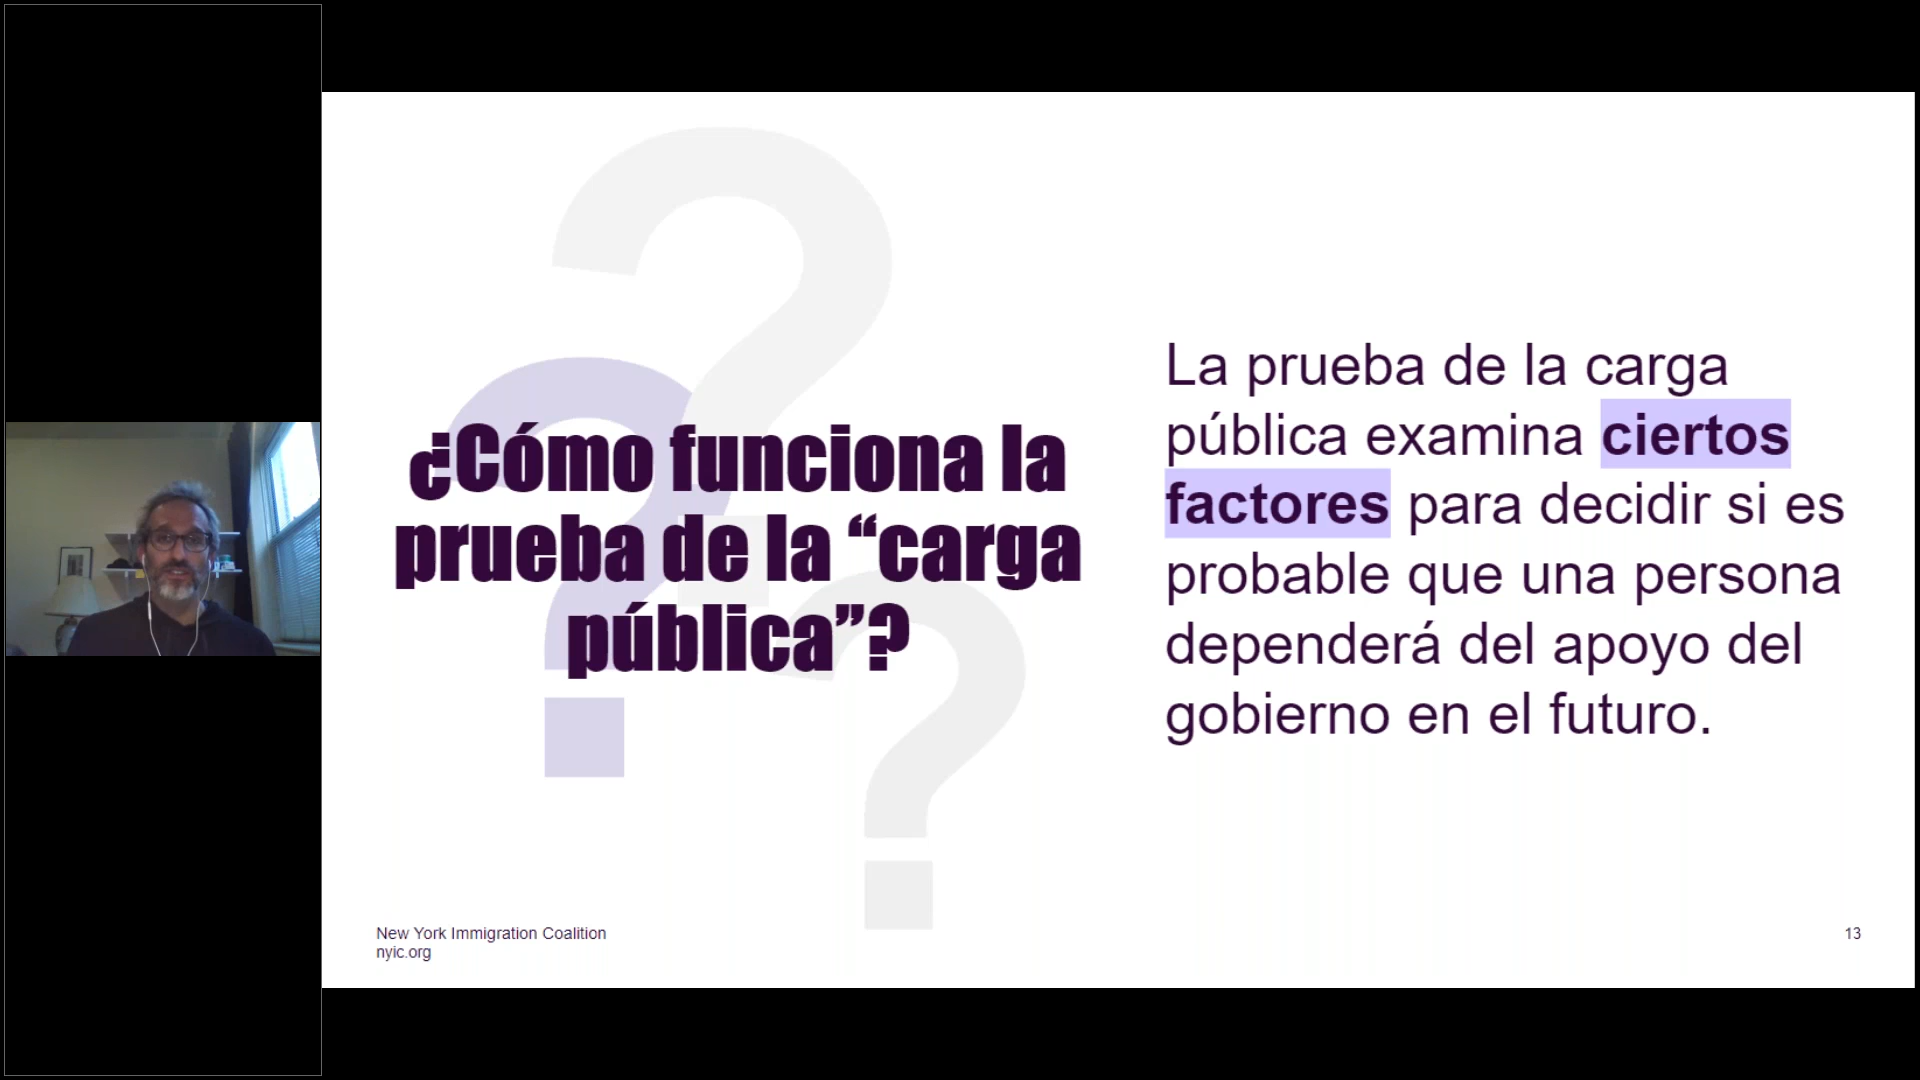 ¿Cómo funciona la
prueba de la “carga
pública”?
La prueba de la carga
pública examina ciertos
factores para decidir si es
probable que una persona
dependerá del apoyo del
gobierno en el futuro.
New York Immigration Coalition
nyic.org
13